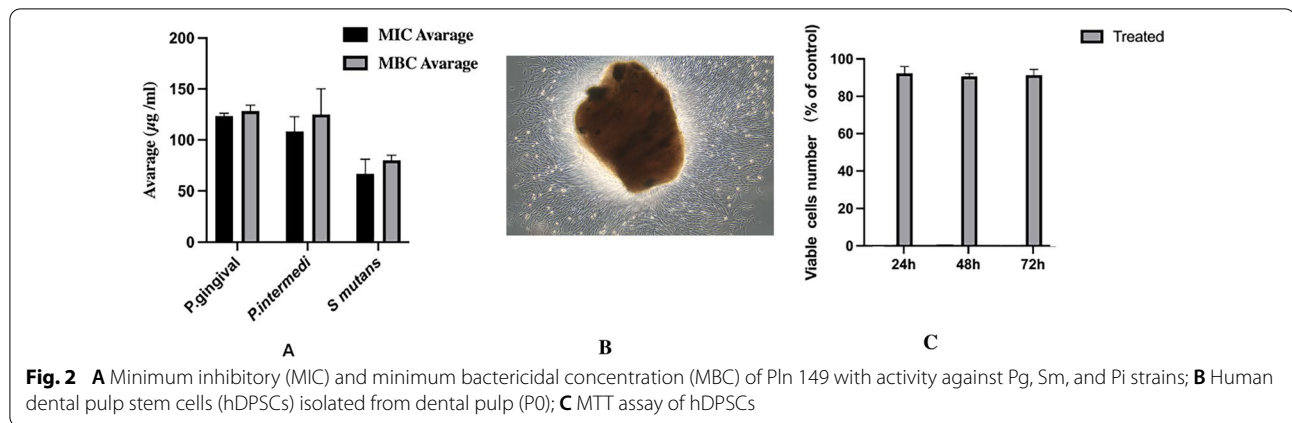 200
150
100
50
0
Avarage (µg /ml)
MIC Avarage
MBC Avarage
P.gingival
P.intermedi
S mutans
A
B
Viable cells number (% of control)
100
80
60
40
20
0
Treated
24h 48h 72h
C
Fig. 2 A Minimum inhibitory (MIC) and minimum bactericidal concentration (MBC) of Pln 149 with activity against Pg, Sm, and Pi strains; B Human
dental pulp stem cells (hDPSCs) isolated from dental pulp (P0); C MTT assay of hDPSCs